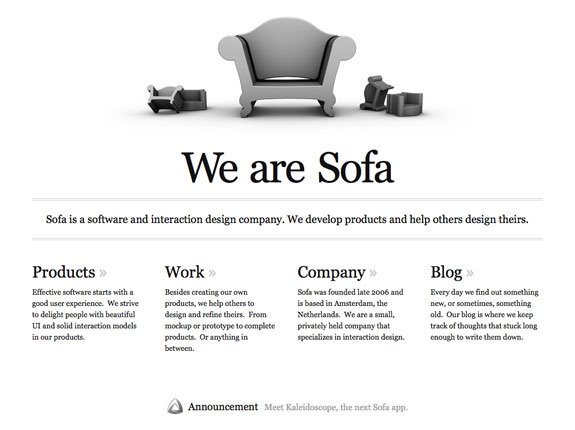 We are Sofa
Sofa is a software and interaction design company. We develop products and help others design theirs.
Products »
Effective software starts with a
good user experience. We strive
to delight people with beautiful
UI and solid interaction models
in our products.
Work »
Besides creating our own
products, we help others to
design and refine theirs. From
mockup or prototype to complete
products. Or anything in
between.
Company »
Sofa was founded late 2006 and
is based in Amsterdam, the
Netherlands. We are a small,
privately held company that
specializes in interaction design.
Blog »
Every day we find out something
new, or sometimes, something
old. Our blog is where we keep
track of thoughts that stuck long
enough to write them down.
Announcement Meet Kaleidoscope, the next Sofa app.